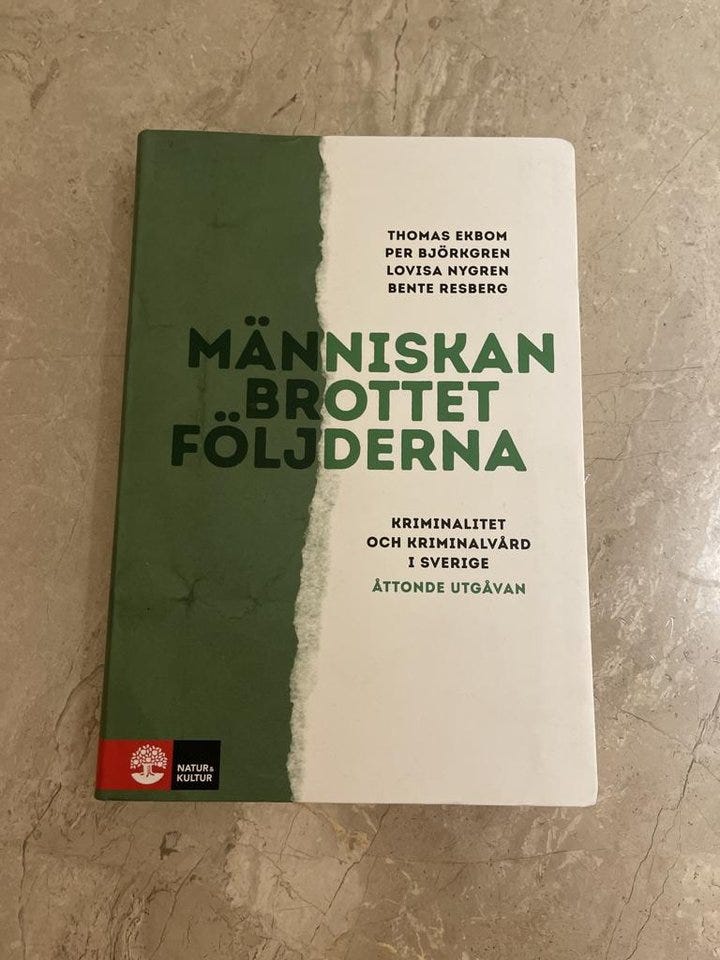 THOMAS EKBOM
PER BJÖRKGREN
LOVISA NYGREN
BENTE RESBERG
MÄNNISKAN
BROTTET
FÖLJDERNA
KRIMINALITET
OCH KRIMINALVÅRD
I SVERIGE
ÅTTONDE UTGÅVAN
NATUR&
KULTUR